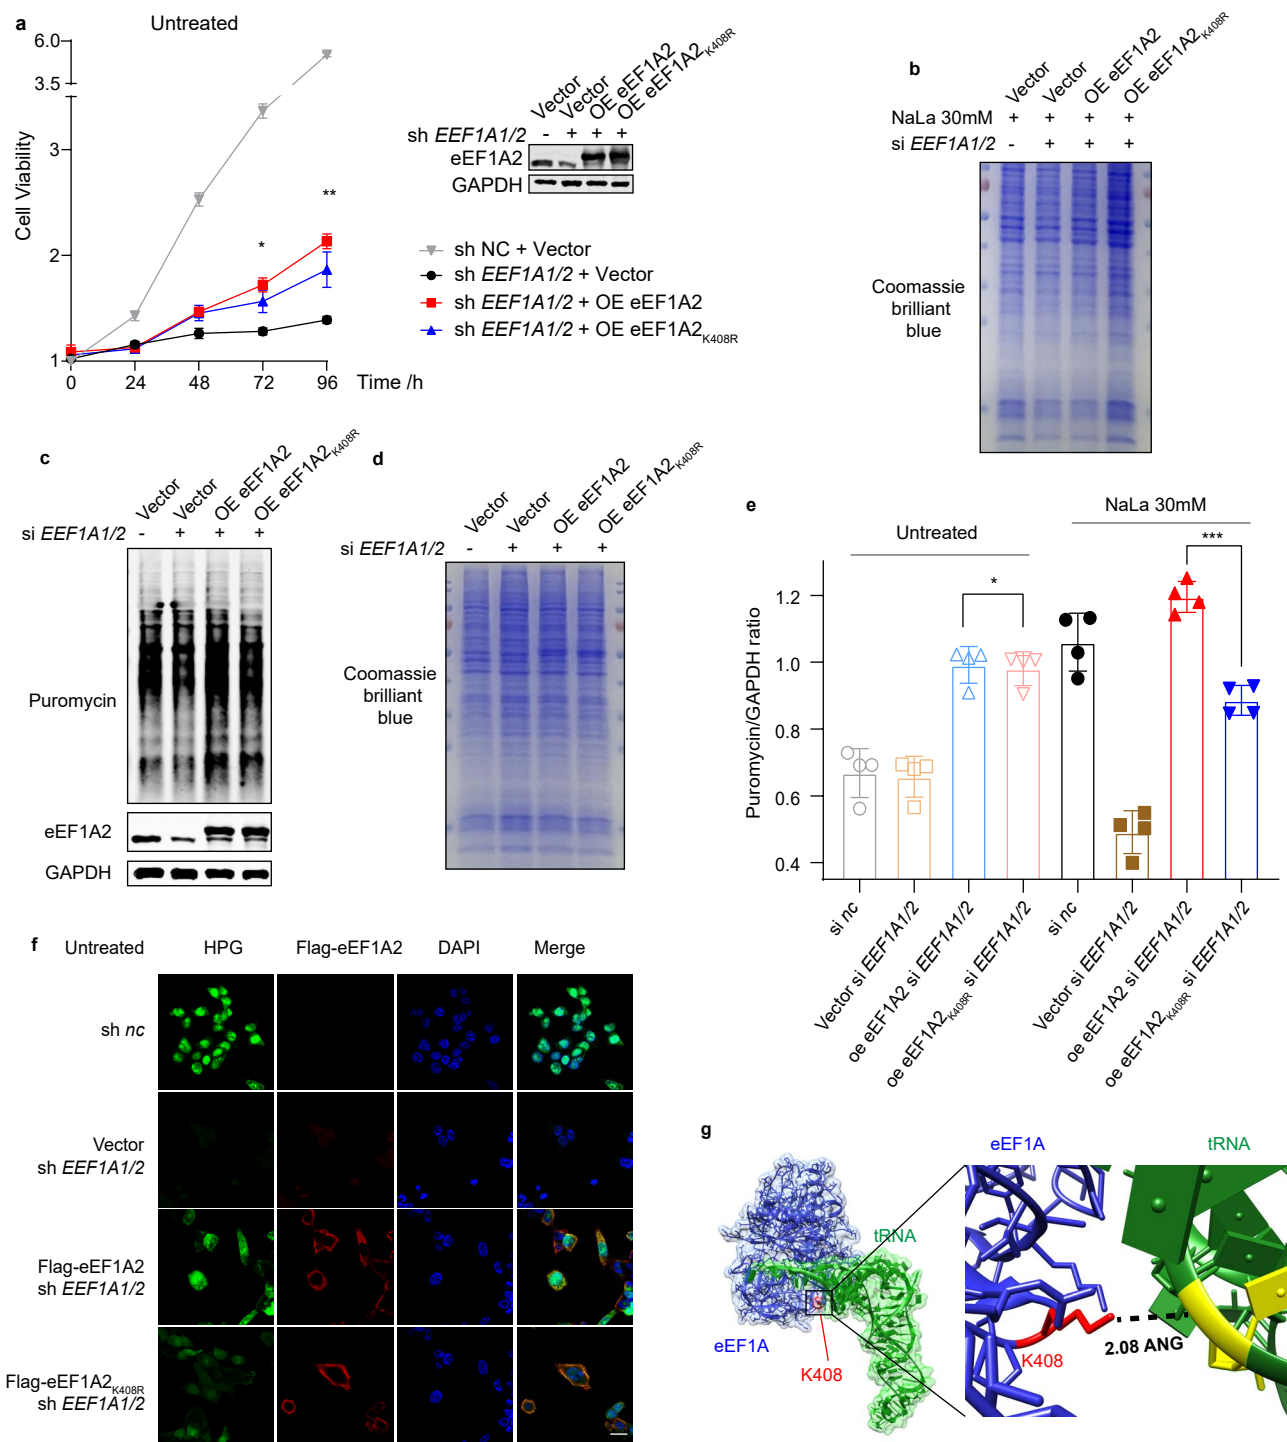 a
Untreated
6.0
3.5
3
2
1
Cell Viability
0 24 48 72 96 Time /h
*
**
Vector
Vector
OE eEF1A2
OE eEF1A2K408R
sh EEF1A1/2 - + + +
eEF1A2
GAPDH
sh NC + Vector
sh EEF1A1/2 + Vector
sh EEF1A1/2 + OE eEF1A2
sh EEF1A1/2 + OE eEF1A2K408R
b
Vector
Vector
OE eEF1A2
OE eEF1A2K408R
NaLa 30mM + + + +
si EEF1A1/2 - + + +
Coomassie
brilliant
blue
c
Vector
Vector
OE eEF1A2
OE eEF1A2K408R
si EEF1A1/2 - + + +
Puromycin
eEF1A2
GAPDH
d
Vector
Vector
OE eEF1A2
OE eEF1A2K408R
si EEF1A1/2 - + + +
Coomassie
brilliant
blue
e
NaLa 30mM
Untreated
***
*
Puromycin/GAPDH ratio
1.2
1.0
0.8
0.6
0.4
si nc
Vector si EEF1A1/2
oe eEF1A2 si EEF1A1/2
oe eEF1A2K408R si EEF1A1/2
si nc
Vector si EEF1A1/2
oe eEF1A2 si EEF1A1/2
oe eEF1A2K408R si EEF1A1/2
f
Untreated HPG Flag-eEF1A2 DAPI Merge
sh nc
Vector
sh EEF1A1/2
Flag-eEF1A2
sh EEF1A1/2
Flag-eEF1A2K408R
sh EEF1A1/2
g
eEF1A tRNA
tRNA
eEF1A
K408
K408
2.08 ANG